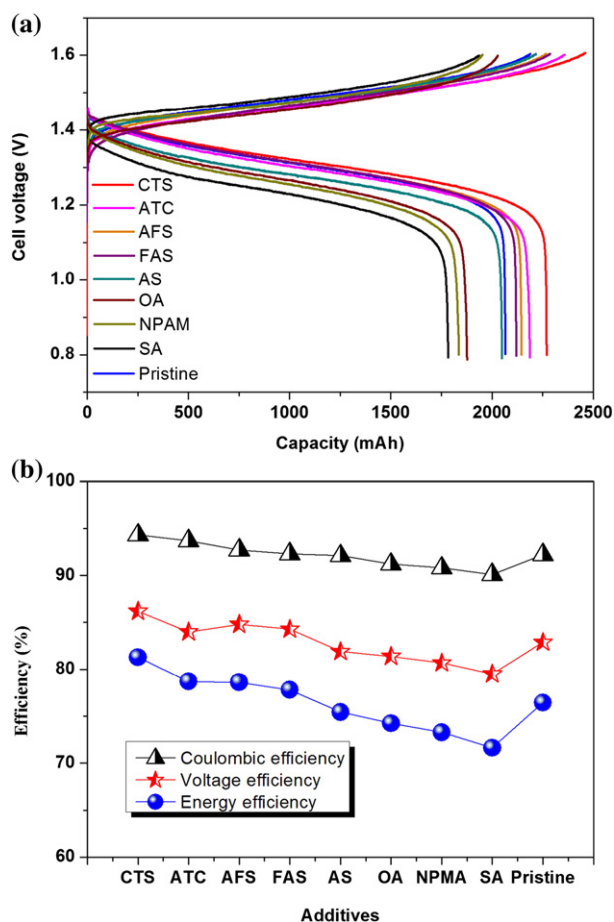 (a)
1.6
1.4
1.2
1.0
0.8
Cell voltage (V)
CTS
ATC
AFS
FAS
AS
OA
NPAM
SA
Pristine
0 500 1000 1500 2000 2500
Capacity (mAh)
(b)
100
90
80
70
60
Efficiency (%)
Coulombic efficiency
Voltage efficiency
Energy efficiency
CTS ATC AFS FAS AS OA NPMA SA Pristine
Additives